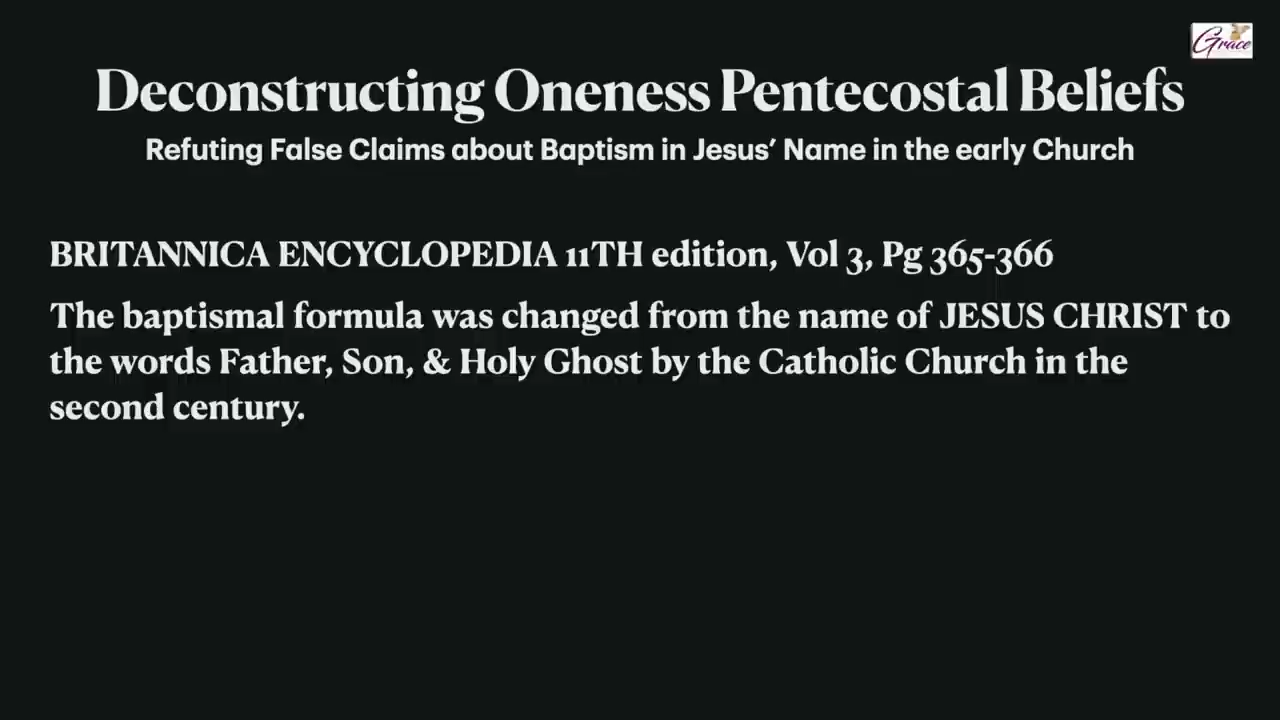 Grace
Deconstructing Oneness Pentecostal Beliefs
Refuting False Claims about Baptism in Jesus’ Name in the early Church
BRITANNICA ENCYCLOPEDIA 11TH edition, Vol 3, Pg 365-366
The baptismal formula was changed from the name of JESUS CHRIST to
the words Father, Son, & Holy Ghost by the Catholic Church in the
second century.